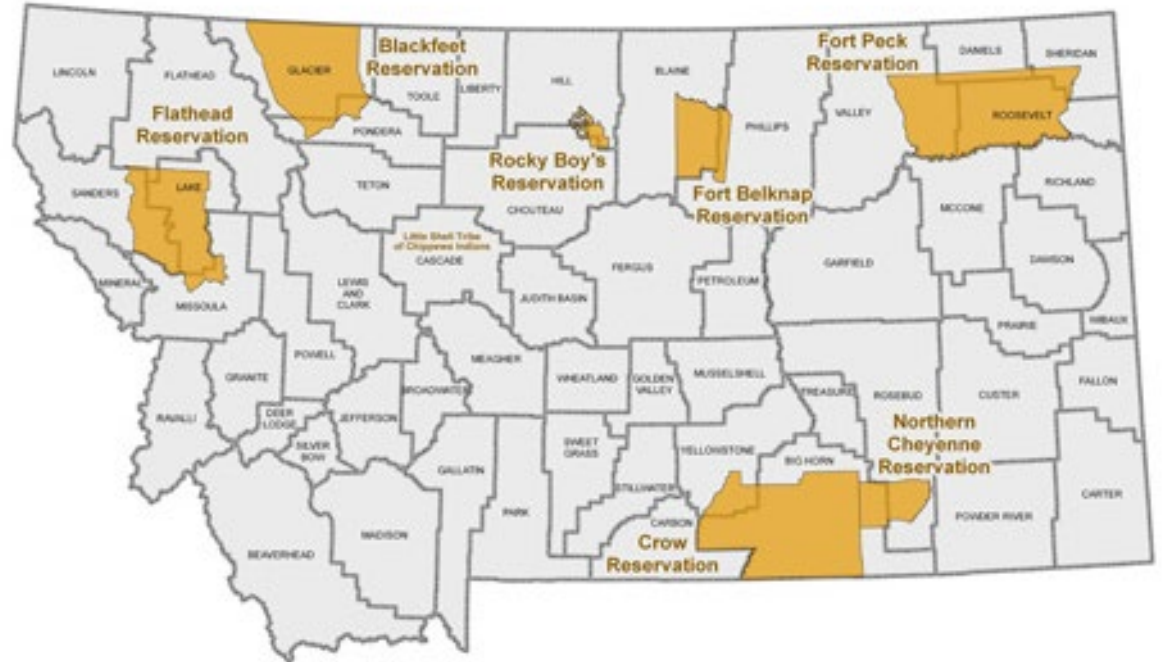 LINCOLN
FLATHEAD
GLACIER
Blackfeet
Reservation
TOOLE
LIBERTY
HILL
BLAINE
Fort Peck
Reservation
DANIELS
SHERIDAN
Flathead
Reservation
PONDERA
PHILLIPS
VALLEY
ROOSEVELT
Rocky Boy's
Reservation
SANDERS
LAKE
TETON
CHOUTEAU
Fort Belknap
Reservation
RICHLAND
MCCONE
Little Shell Tribe
of Chippewa Indians
CASCADE
FERGUS
PETROLEUM
GARFIELD
DAWSON
MINERAL
MISSOULA
LEWIS
AND
CLARK
JUDITH BASIN
PRAIRIE
WIBAUX
POWELL
MEAGHER
GRANITE
BROADWATER
WHEATLAND
GOLDEN
VALLEY
MUSSELSHELL
TREASURE
ROSEBUD
CUSTER
FALLON
RAVALLI
DEER
LODGE
JEFFERSON
SILVER
BOW
GALLATIN
SWEET
GRASS
YELLOWSTONE
BIG HORN
Northern
Cheyenne
Reservation
STILLWATER
PARK
CARBON
CARTER
POWDER RIVER
BEAVERHEAD
MADISON
Crow
Reservation